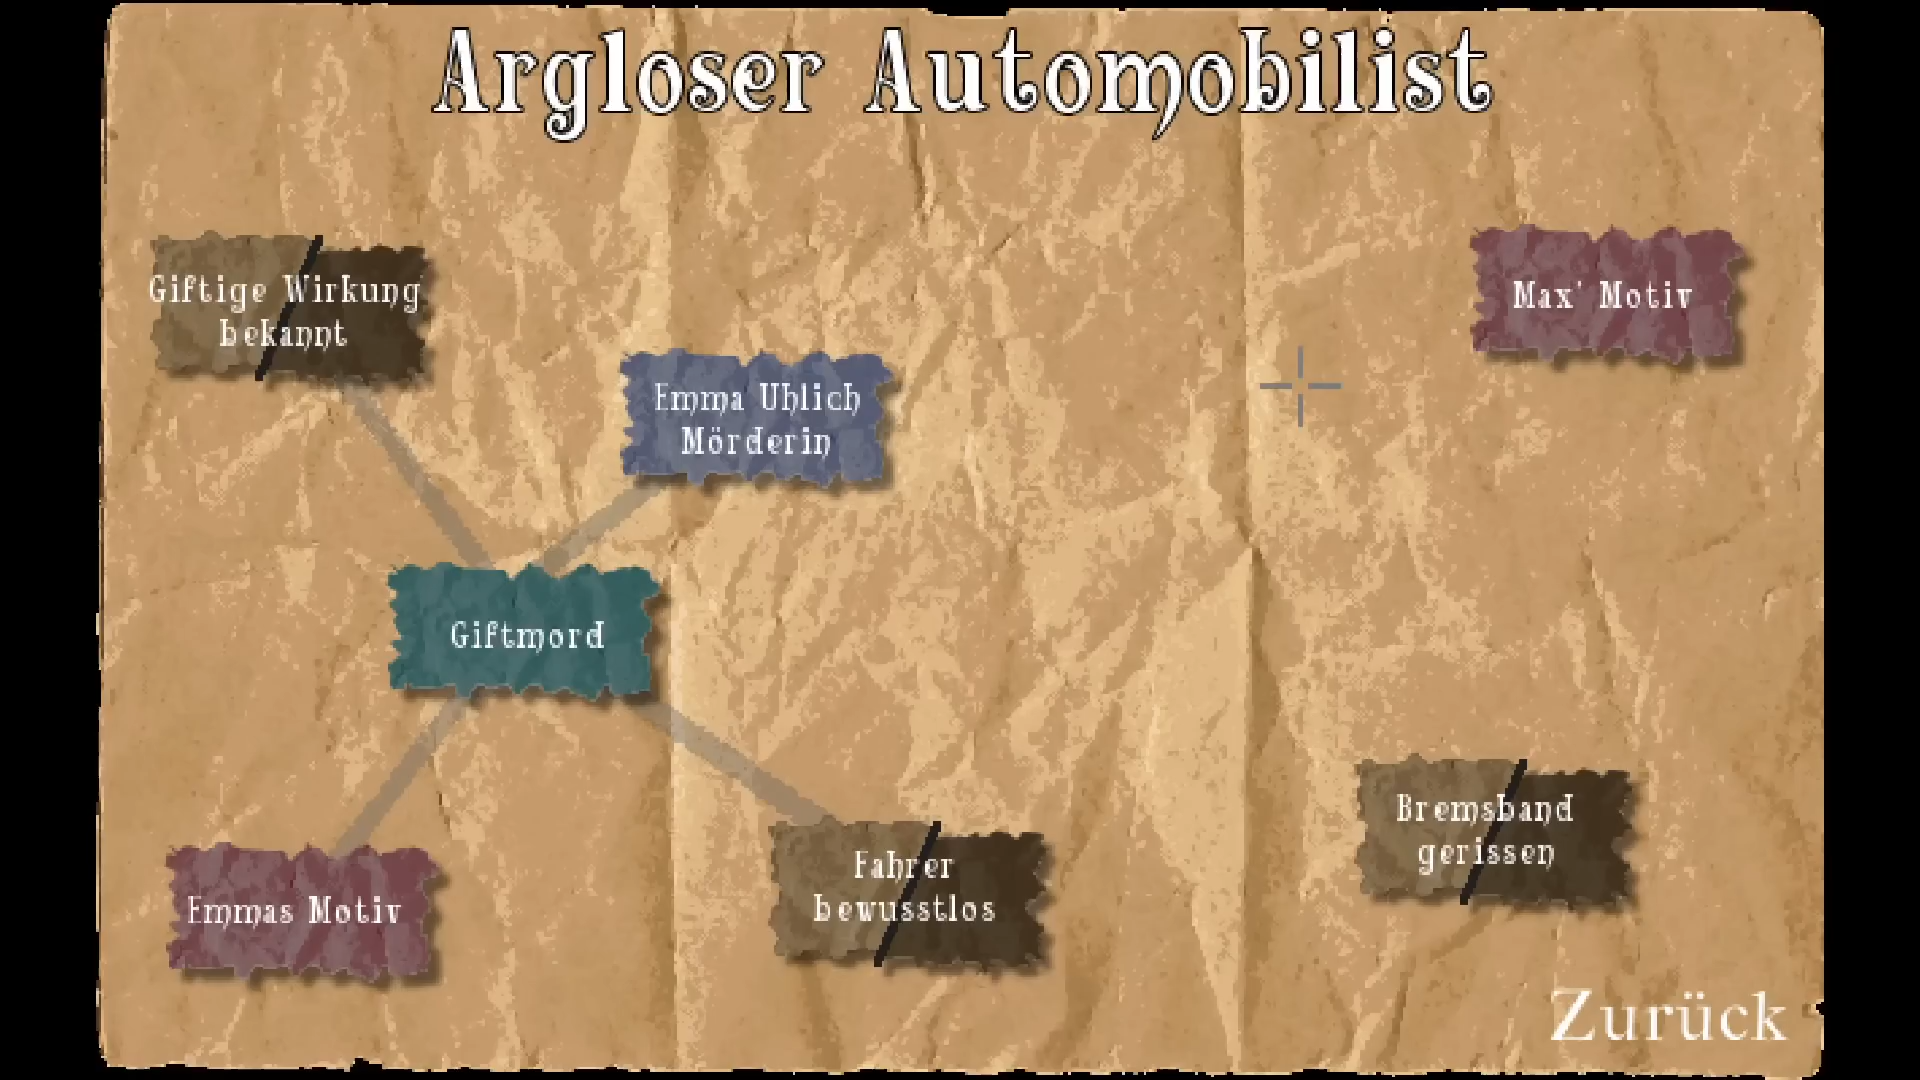 Argloser Automobilist
Giftige Wirkung
bekannt
Max' Motiv
Emma Uhlich
Mörderin
Giftmord
Bremsband
gerissen
Fahrer
bewusstlos
Emmas Motiv
Zurück